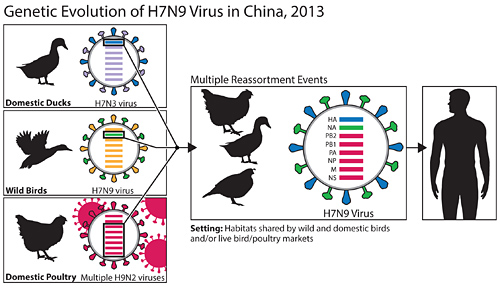 Genetic Evolution of H7N9 Virus in China, 2013
Domestic Ducks
H7N3 virus
Wild Birds
H7N9 virus
Domestic Poultry
Multiple H9N2 viruses
Multiple Reassortment Events
HA
NA
PB2
PB1
PA
NP
M
NS
H7N9 Virus
Setting: Habitats shared by wild and domestic birds
and/or live bird/poultry markets